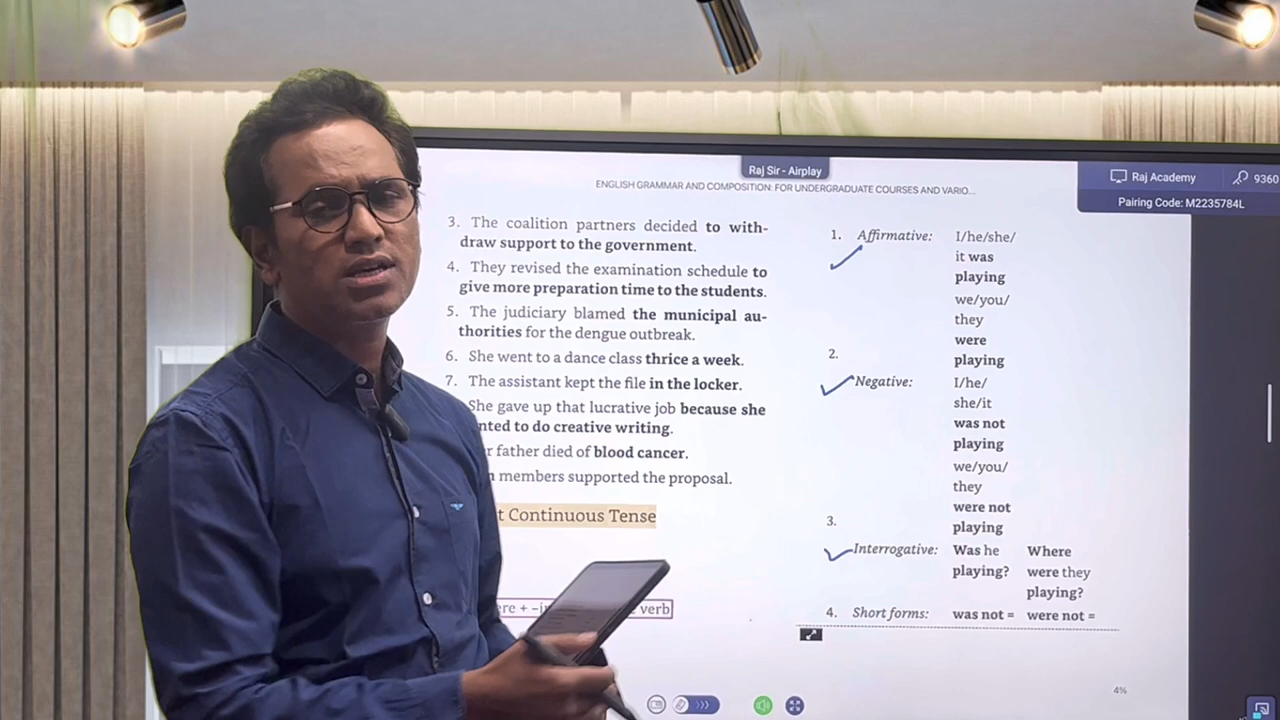 Raj Sir - Airplay
Raj Academy
9360
Pairing Code: M2235784L
ENGLISH GRAMMAR AND COMPOSITION: FOR UNDERGRADUATE COURSES AND VARIO...
3. The coalition partners decided to with-
draw support to the government.
4. They revised the examination schedule to
give more preparation time to the students.
5. The judiciary blamed the municipal au-
thorities for the dengue outbreak.
6. She went to a dance class thrice a week.
7. The assistant kept the file in the locker.
She gave up that lucrative job because she
to do creative writing.
father died of blood cancer.
members supported the proposal.
Continuous Tense
verb
1. Affirmative: I/he/she/
it was
playing
we/you/
they
were
playing
2.
Negative: I/he/
she/it
was not
playing
we/you/
they
were not
playing
3.
Interrogative: Was he Where
playing? were they
playing?
4. Short forms: was not = were not =
4%